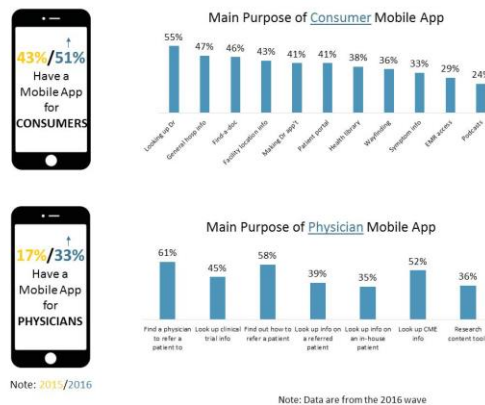 Main Purpose of Consumer Mobile App
43%/51%
Have a
Mobile App
for
CONSUMERS
55%
47%
46%
43%
41%
41%
38%
36%
33%
29%
24%
Looking up Dr
General hosp info
Find-a-doc
Facility location info
Making Dr app't
Patient portal
Health library
Wayfinding
Symptom info
EMR access
Podcasts
Main Purpose of Physician Mobile App
17%/33%
Have a
Mobile App
for
PHYSICIANS
61%
45%
58%
39%
35%
52%
36%
Find a physician
to refer a
patient to
Look up clinical
trial info
Find out how to
refer a patient
Look up info on
a referred
patient
Look up info on
an in-house
patient
Look up CME
info
Research
content tool
Note: 2015/2016
Note: Data are from the 2016 wave